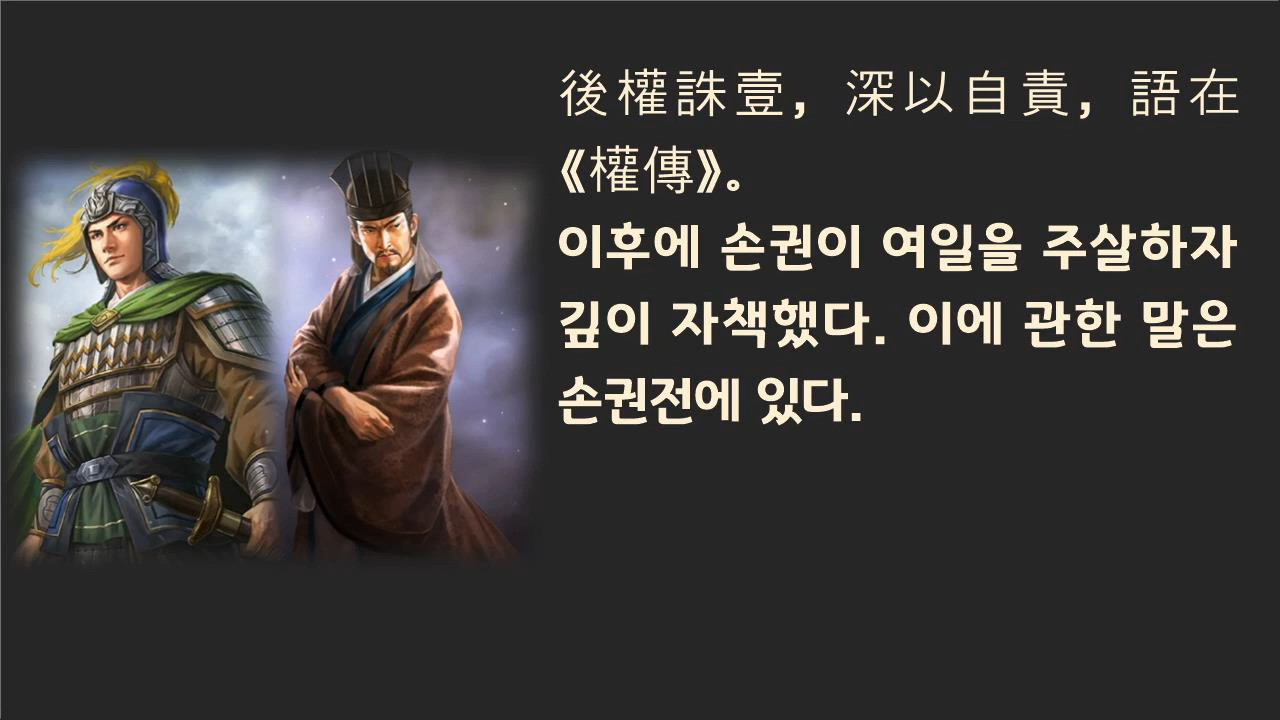 後權誅壹，深以自責，語在
《權傳》。
이후에 손권이 여일을 주살하자
깊이 자책했다. 이에 관한 말은
손권전에 있다.